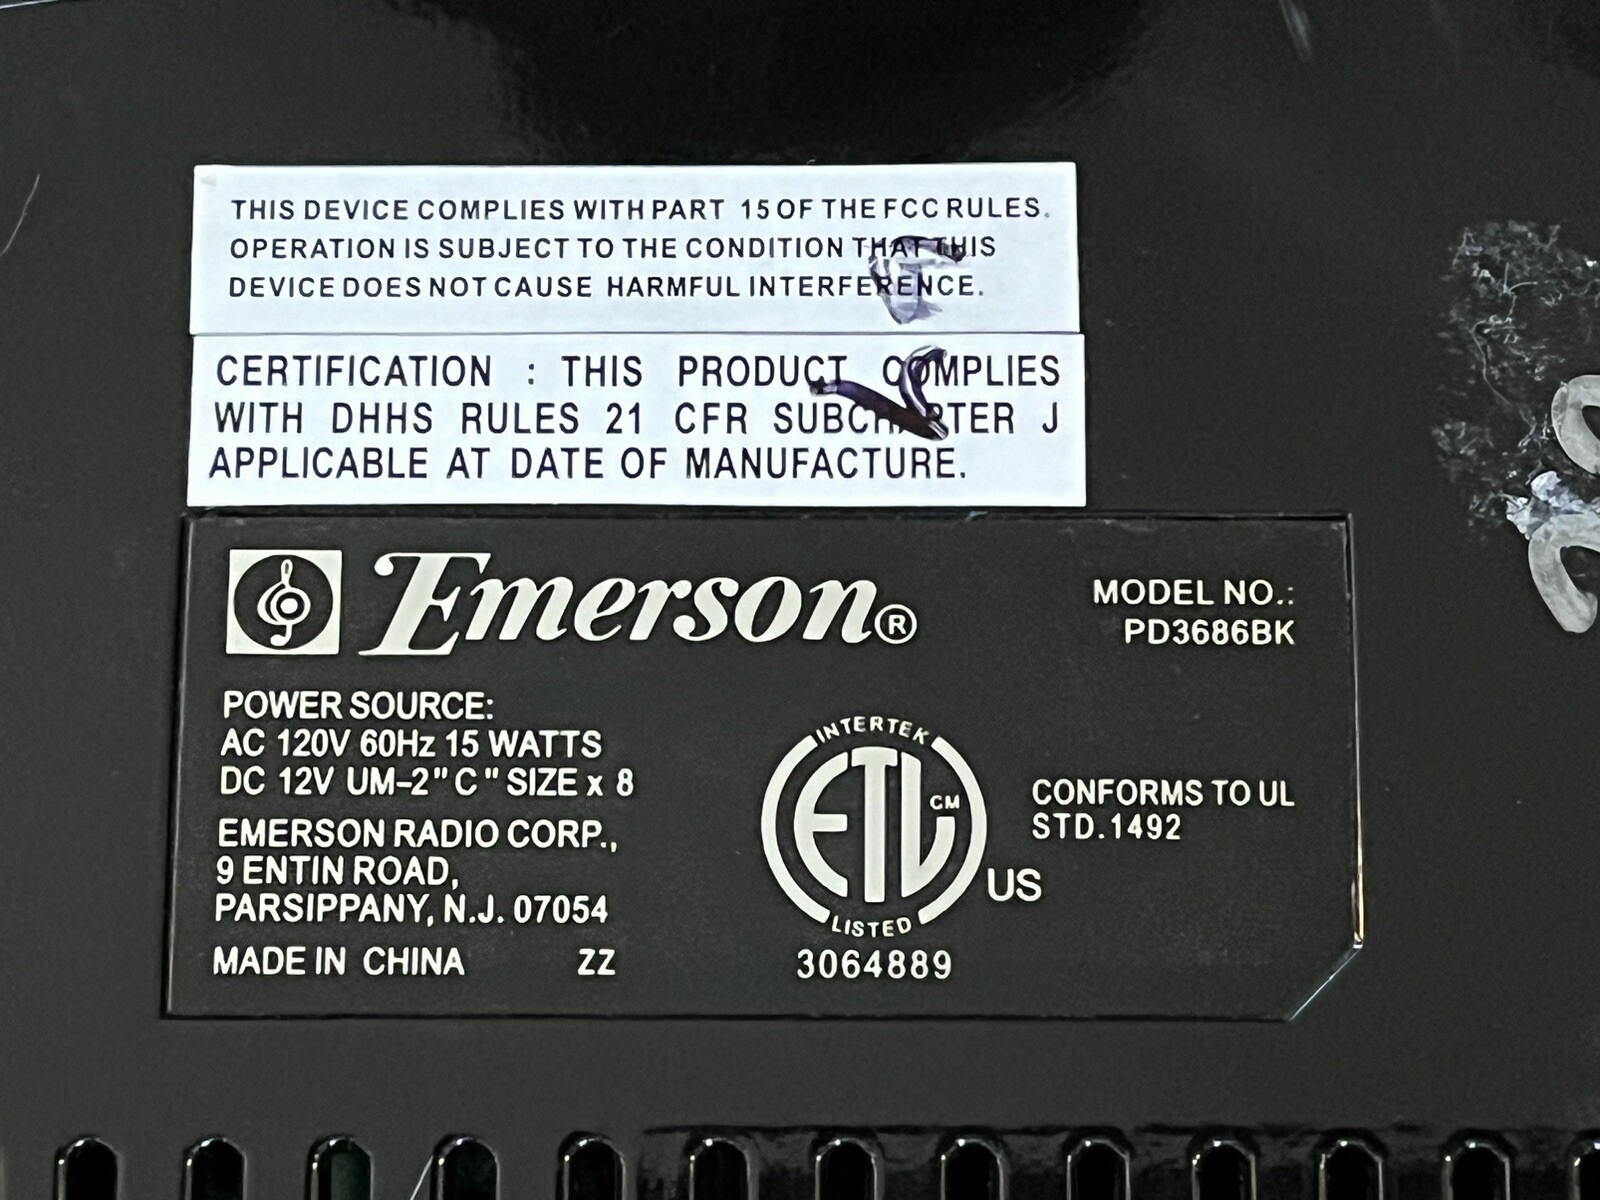 THIS DEVICE COMPLIES WITH PART 15 OF THE FCC RULES.
OPERATION IS SUBJECT TO THE CONDITION THAT THIS
DEVICE DOES NOT CAUSE HARMFUL INTERFERENCE.
CERTIFICATION : THIS PRODUCT COMPLIES
WITH DHHS RULES 21 CFR SUBCHAPTER J
APPLICABLE AT DATE OF MANUFACTURE.
Emerson®
MODEL NO.:
PD3686BK
POWER SOURCE:
AC 120V 60Hz 15 WATTS
DC 12V UM-2"C" SIZE x 8
EMERSON RADIO CORP.,
9 ENTIN ROAD,
PARSIPPANY, N.J. 07054
MADE IN CHINA ZZ
INTERTEK
ETL CM
US
LISTED
3064889
CONFORMS TO UL
STD.1492